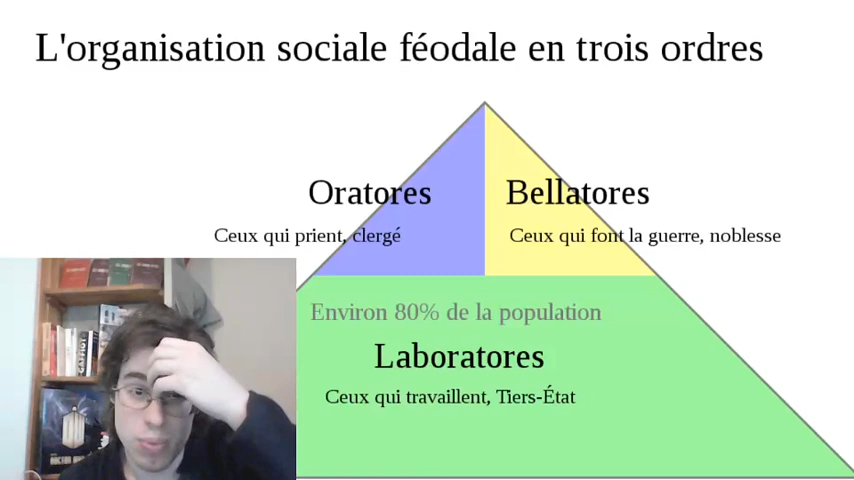 L'organisation sociale féodale en trois ordres
Oratores
Bellatores
Ceux qui prient, clergé
Ceux qui font la guerre, noblesse
Environ 80% de la population
Laboratores
Ceux qui travaillent, Tiers-État
DOCTOR